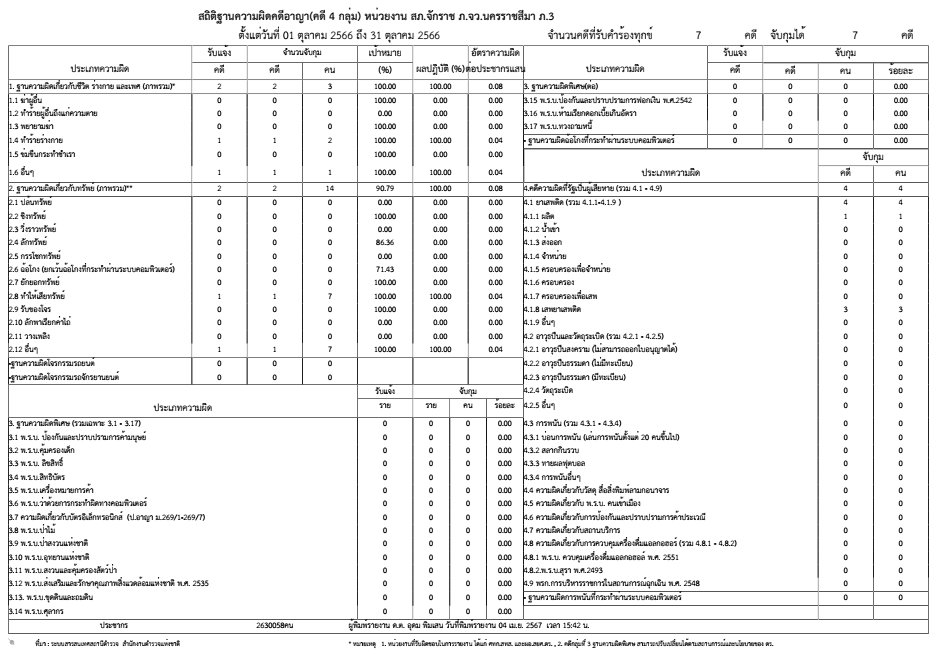 สถิติฐานความผิดคดีอาญา(คดี 4 กลุ่ม) หน่วยงาน สภ.จักราช ภ.จว.นครราชสีมา ภ.3
ตั้งแต่วันที่ 01 ตุลาคม 2566 ถึง 31 ตุลาคม 2566 จำนวนคดีที่รับคำร้องทุกข์ 7 คดี จับกุมได้ 7 คดี
ประเภทความผิด รับแจ้ง จำนวนจับกุม เป้าหมาย ผลปฏิบัติ (%) อัตราความผิด
คดี คดี คน (%) ต่อประชากรแสน
1. ฐานความผิดเกี่ยวกับชีวิต ร่างกาย และเพศ (ภาพรวม)* 2 2 3 100.00 100.00 0.08
1.1 ฆ่าผู้อื่น 0 0 0 100.00 0.00 0.00
1.2 ทำร้ายผู้อื่นถึงแก่ความตาย 0 0 0 0.00 0.00 0.00
1.3 พยายามฆ่า 0 0 0 100.00 0.00 0.00
1.4 ทำร้ายร่างกาย 1 1 2 100.00 100.00 0.04
1.5 ข่มขืนกระทำชำเรา 0 0 0 100.00 0.00 0.00
1.6 อื่นๆ 1 1 1 100.00 100.00 0.04
2. ฐานความผิดเกี่ยวกับทรัพย์ (ภาพรวม)** 2 2 14 90.79 100.00 0.08
2.1 ปล้นทรัพย์ 0 0 0 0.00 0.00 0.00
2.2 ชิงทรัพย์ 0 0 0 100.00 0.00 0.00
2.3 วิ่งราวทรัพย์ 0 0 0 0.00 0.00 0.00
2.4 ลักทรัพย์ 0 0 0 86.36 0.00 0.00
2.5 กรรโชกทรัพย์ 0 0 0 0.00 0.00 0.00
2.6 ฉ้อโกง (ยกเว้นฉ้อโกงที่กระทำผ่านระบบคอมพิวเตอร์) 0 0 0 71.43 0.00 0.00
2.7 ยักยอกทรัพย์ 0 0 0 100.00 0.00 0.00
2.8 ทำให้เสียทรัพย์ 1 1 7 100.00 100.00 0.04
2.9 รับของโจร 0 0 0 100.00 0.00 0.00
2.10 ลักพาเรียกค่าไถ่ 0 0 0 0.00 0.00 0.00
2.11 วางเพลิง 0 0 0 0.00 0.00 0.00
2.12 อื่นๆ 1 1 7 100.00 100.00 0.04
-ฐานความผิดโจรกรรมรถยนต์ 0 0 0
-ฐานความผิดโจรกรรมรถจักรยานยนต์ 0 0 0
ประเภทความผิด รับแจ้ง จับกุม
ราย ราย คน ร้อยละ
3. ฐานความผิดพิเศษ (รวมเฉพาะ 3.1 - 3.17) 0 0 0 0.00
3.1 พ.ร.บ. ป้องกันและปราบปรามการค้ามนุษย์ 0 0 0 0.00
3.2 พ.ร.บ.คุ้มครองเด็ก 0 0 0 0.00
3.3 พ.ร.บ. ลิขสิทธิ์ 0 0 0 0.00
3.4 พ.ร.บ.สิทธิบัตร 0 0 0 0.00
3.5 พ.ร.บ.เครื่องหมายการค้า 0 0 0 0.00
3.6 พ.ร.บ.ว่าด้วยการกระทำผิดทางคอมพิวเตอร์ 0 0 0 0.00
3.7 ความผิดเกี่ยวกับบัตรอิเล็กทรอนิกส์ (ป.อาญา ม.269/1-269/7) 0 0 0 0.00
3.8 พ.ร.บ.ป่าไม้ 0 0 0 0.00
3.9 พ.ร.บ.ป่าสงวนแห่งชาติ 0 0 0 0.00
3.10 พ.ร.บ.อุทยานแห่งชาติ 0 0 0 0.00
3.11 พ.ร.บ.สงวนและคุ้มครองสัตว์ป่า 0 0 0 0.00
3.12 พ.ร.บ.ส่งเสริมและรักษาคุณภาพสิ่งแวดล้อมแห่งชาติ พ.ศ. 2535 0 0 0 0.00
3.13. พ.ร.บ.ขุดดินและถมดิน 0 0 0 0.00
3.14 พ.ร.บ.ศุลากร 0 0 0 0.00
ประเภทความผิด รับแจ้ง จับกุม
คดี คดี คน ร้อยละ
3. ฐานความผิดพิเศษ(ต่อ) 0 0 0 0.00
3.15 พ.ร.บ.ป้องกันและปราบปรามการฟอกเงิน พ.ศ.2542 0 0 0 0.00
3.16 พ.ร.บ.ห้ามเรียกดอกเบี้ยเกินอัตรา 0 0 0 0.00
3.17 พ.ร.บ.ทวงถามหนี้ 0 0 0 0.00
- ฐานความผิดฉ้อโกงที่กระทำผ่านระบบคอมพิวเตอร์ 0 0 0 0.00
ประเภทความผิด จับกุม
คดี คน
4.คดีความผิดที่รัฐเป็นผู้เสียหาย (รวม 4.1 - 4.9) 4 4
4.1 ยาเสพติด (รวม 4.1.1-4.1.9 ) 4 4
4.1.1 ผลิต 1 1
4.1.2 นำเข้า 0 0
4.1.3 ส่งออก 0 0
4.1.4 จำหน่าย 0 0
4.1.5 ครอบครองเพื่อจำหน่าย 0 0
4.1.6 ครอบครอง 0 0
4.1.7 ครอบครองเพื่อเสพ 0 0
4.1.8 เสพยาเสพติด 3 3
4.1.9 อื่นๆ 0 0
4.2 อาวุธปืนและวัตถุระเบิด (รวม 4.2.1 - 4.2.5) 0 0
4.2.1 อาวุธปืนสงคราม (ไม่สามารถออกใบอนุญาตได้) 0 0
4.2.2 อาวุธปืนธรรมดา (ไม่มีทะเบียน) 0 0
4.2.3 อาวุธปืนธรรมดา (มีทะเบียน) 0 0
4.2.4 วัตถุระเบิด 0 0
4.2.5 อื่นๆ 0 0
4.3 การพนัน (รวม 4.3.1 - 4.3.4) 0 0
4.3.1 บ่อนการพนัน (เล่นการพนันตั้งแต่ 20 คนขึ้นไป) 0 0
4.3.2 สลากกินรวบ 0 0
4.3.3 ทายผลฟุตบอล 0 0
4.3.4 การพนันอื่นๆ 0 0
4.4 ความผิดเกี่ยวกับวัสดุ สื่อสิ่งพิมพ์ลามกอนาจาร 0 0
4.5 ความผิดเกี่ยวกับ พ.ร.บ. คนเข้าเมือง 0 0
4.6 ความผิดเกี่ยวกับการป้องกันและปราบปรามการค้าประเวณี 0 0
4.7 ความผิดเกี่ยวกับสถานบริการ 0 0
4.8 ความผิดเกี่ยวกับการควบคุมเครื่องดื่มแอลกอฮอร์ (รวม 4.8.1 - 4.8.2) 0 0
4.8.1 พ.ร.บ. ควบคุมเครื่องดื่มแอลกอฮอล์ พ.ศ. 2551 0 0
4.8.2.พ.ร.บ.สุรา พ.ศ.2493 0 0
4.9 พรก.การบริหารราชการในสถานการณ์ฉุกเฉิน พ.ศ. 2548 0 0
- ฐานความผิดการพนันที่กระทำผ่านระบบคอมพิวเตอร์ 0 0
ประชากร 2630058คน ผู้พิมพ์รายงาน ด.ต. อุดม พิมเสน วันที่พิมพ์รายงาน 04 เม.ย. 2567 เวลา 15:42 น.
ที่มา : ระบบสารสนเทศสถานีตำรวจ สำนักงานตำรวจแห่งชาติ